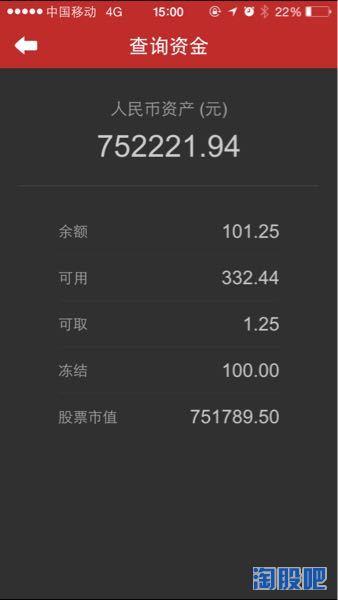 中国移动 4G 15:00 22%
查询资金
人民币资产 (元)
752221.94
余额 101.25
可用 332.44
可取 1.25
冻结 100.00
股票市值 751789.50
淘股吧